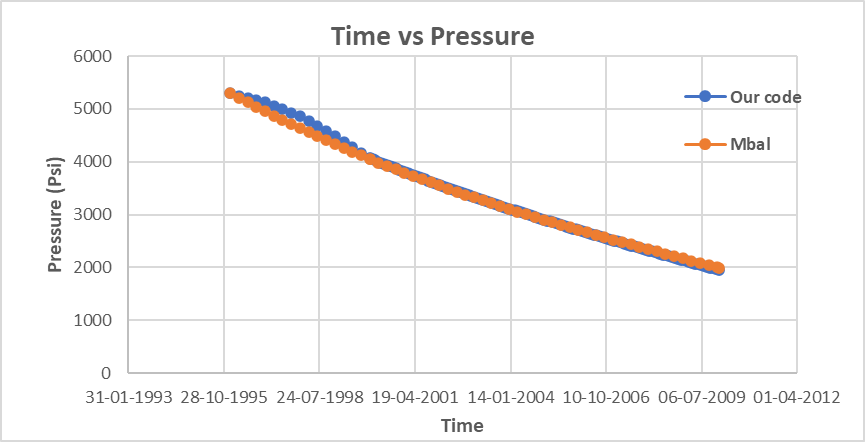 Time vs Pressure
6000
5000
4000
3000
2000
1000
0
Pressure (Psi)
Our code
Mbal
31-01-1993 28-10-1995 24-07-1998 19-04-2001 14-01-2004 10-10-2006 06-07-2009 01-04-2012
Time